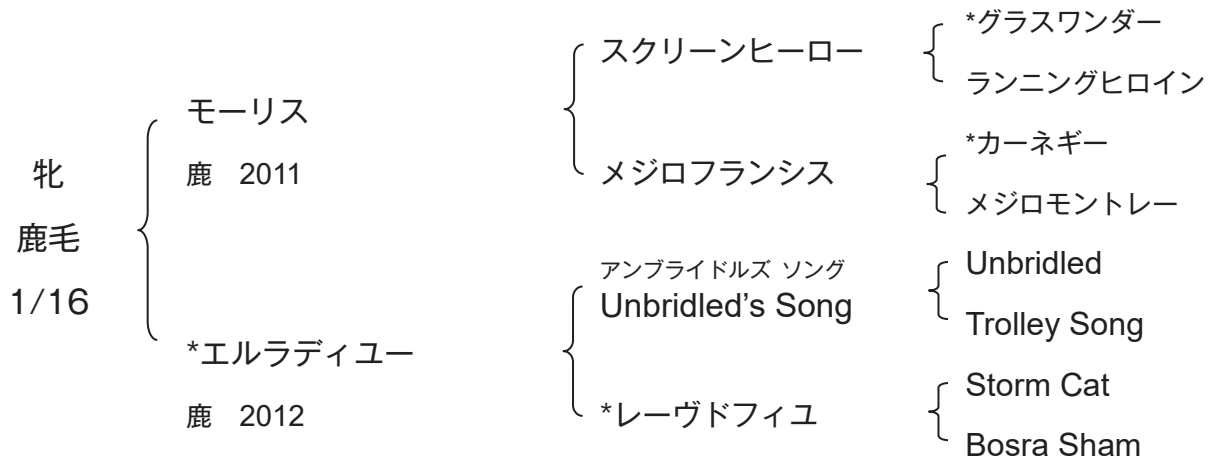 牝
鹿毛
1/16
モーリス
鹿 2011
*エルラディユー
鹿 2012
スクリーンヒーロー
メジロフランシス
アンブライドルズ ソング
Unbridled's Song
*レーヴドフィユ
*グラスワンダー
ランニングヒロイン
*カーネギー
メジロモントレー
Unbridled
Trolley Song
Storm Cat
Bosra Sham